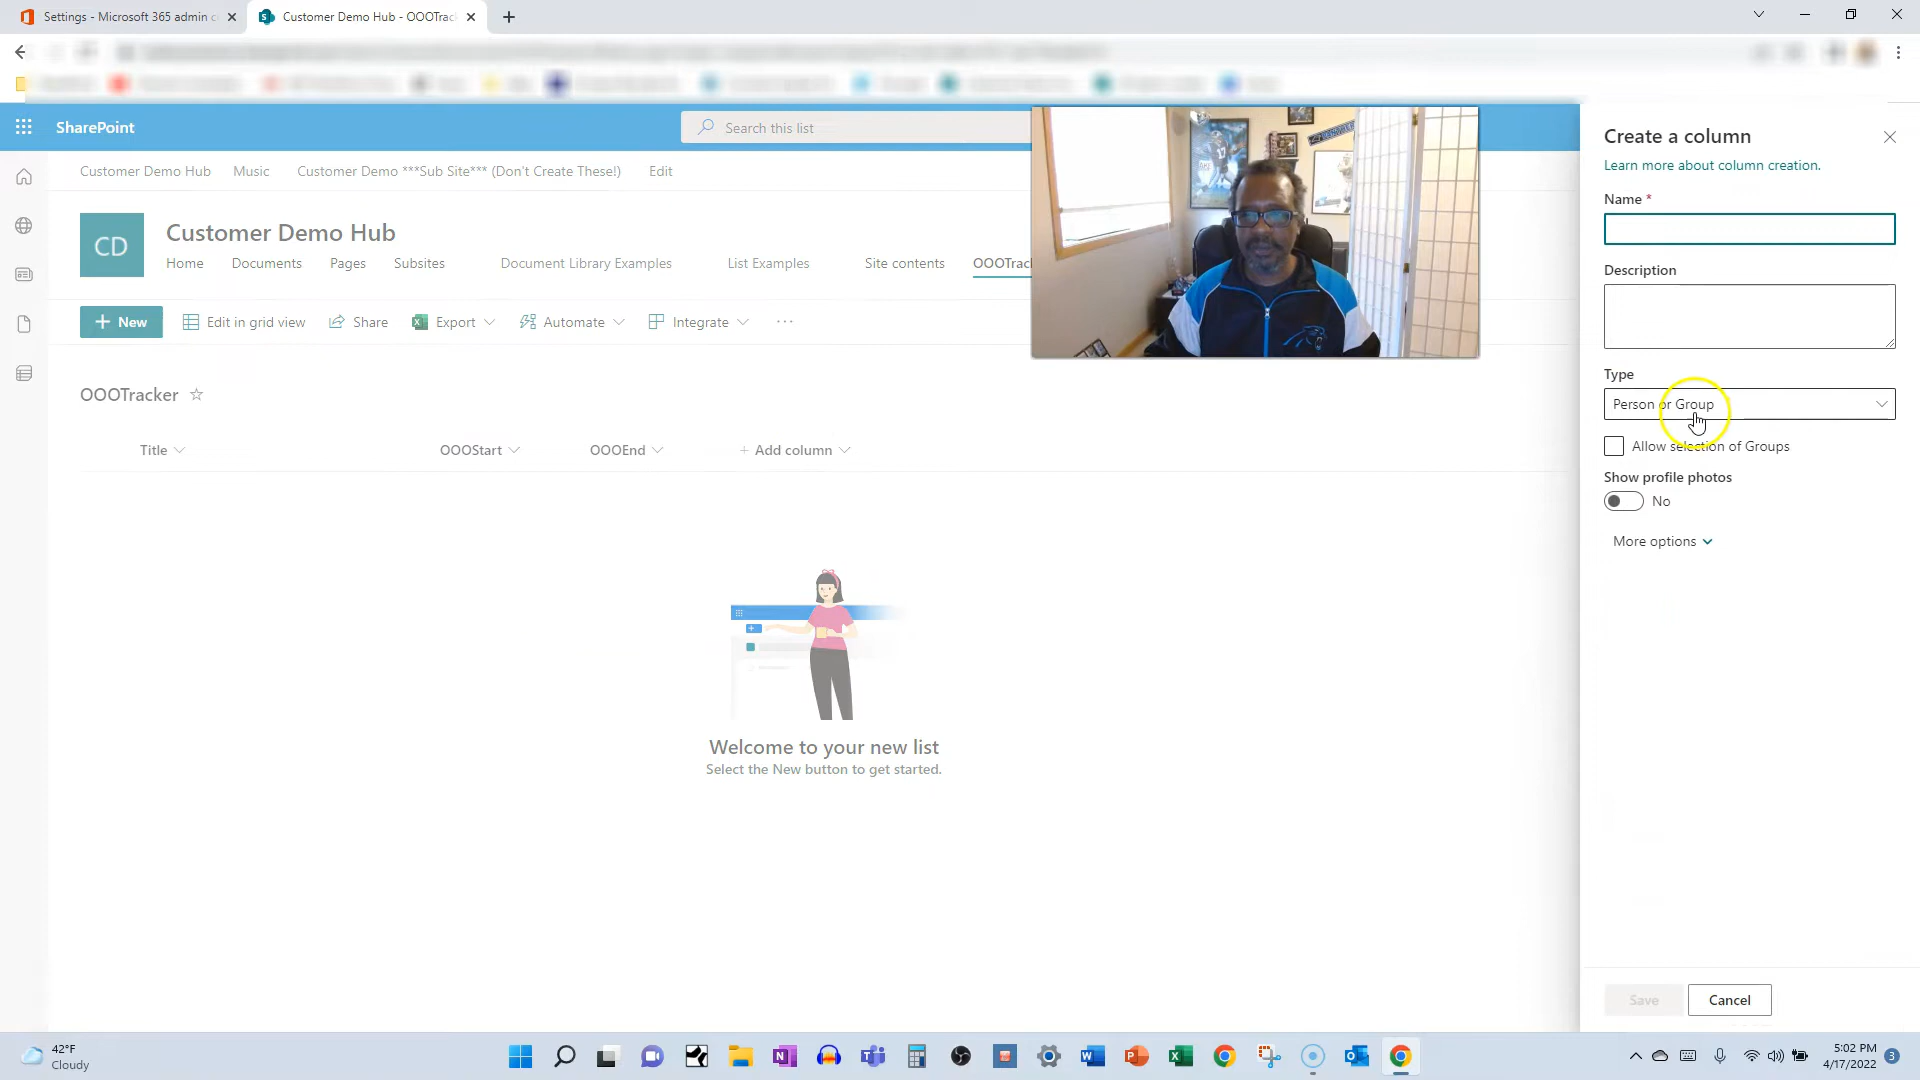 Settings - Microsoft 365 admin c
Customer Demo Hub - OOOTrac
SharePoint
Search this list
Customer Demo Hub
Music
Customer Demo ***Sub Site*** (Don't Create These!)
Edit
CD
Customer Demo Hub
Home
Documents
Pages
Subsites
Document Library Examples
List Examples
Site contents
OOOTrack
+ New
Edit in grid view
Share
Export
Automate
Integrate
...
OOOTracker
Title
OOOStart
OOOEnd
+ Add column
Welcome to your new list
Select the New button to get started.
Create a column
Learn more about column creation.
Name *
Description
Type
Person or Group
Allow selection of Groups
Show profile photos
No
More options
Save
Cancel
42°F
Cloudy
5:02 PM
4/17/2022
3